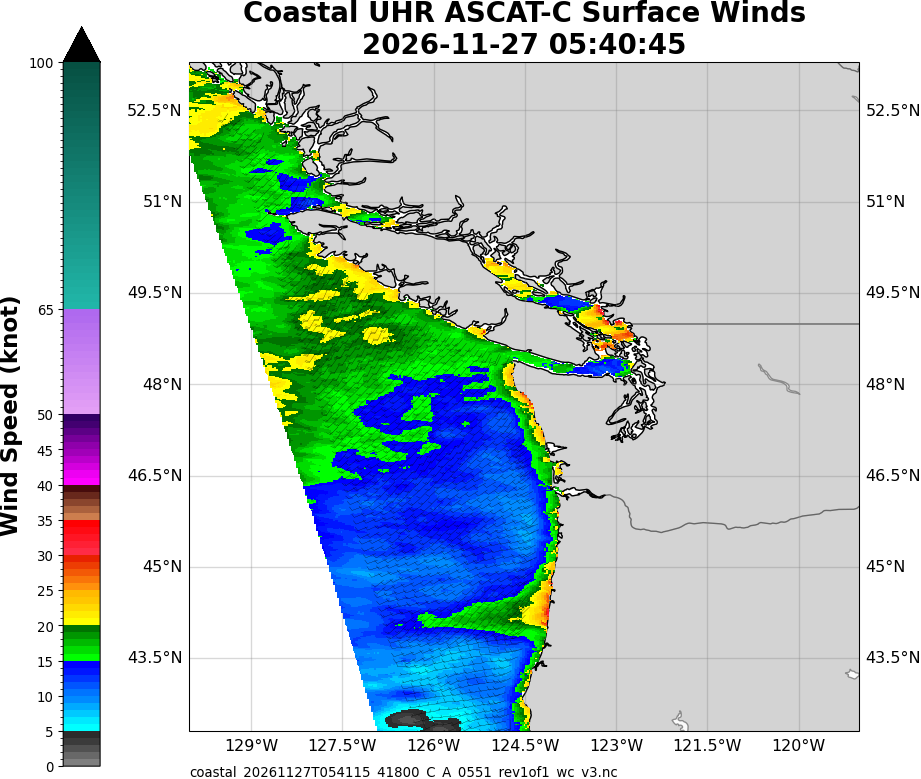 Coastal UHR ASCAT-C Surface Winds
2026-11-27 05:40:45
Wind Speed (knot)
100
65
50
45
40
35
30
25
20
15
10
5
0
52.5°N
51°N
49.5°N
48°N
46.5°N
45°N
43.5°N
52.5°N
51°N
49.5°N
48°N
46.5°N
45°N
43.5°N
129°W 127.5°W 126°W 124.5°W 123°W 121.5°W 120°W
coastal_20261127T054115_41800_C_A_0551_rev1of1_wc_v3.nc